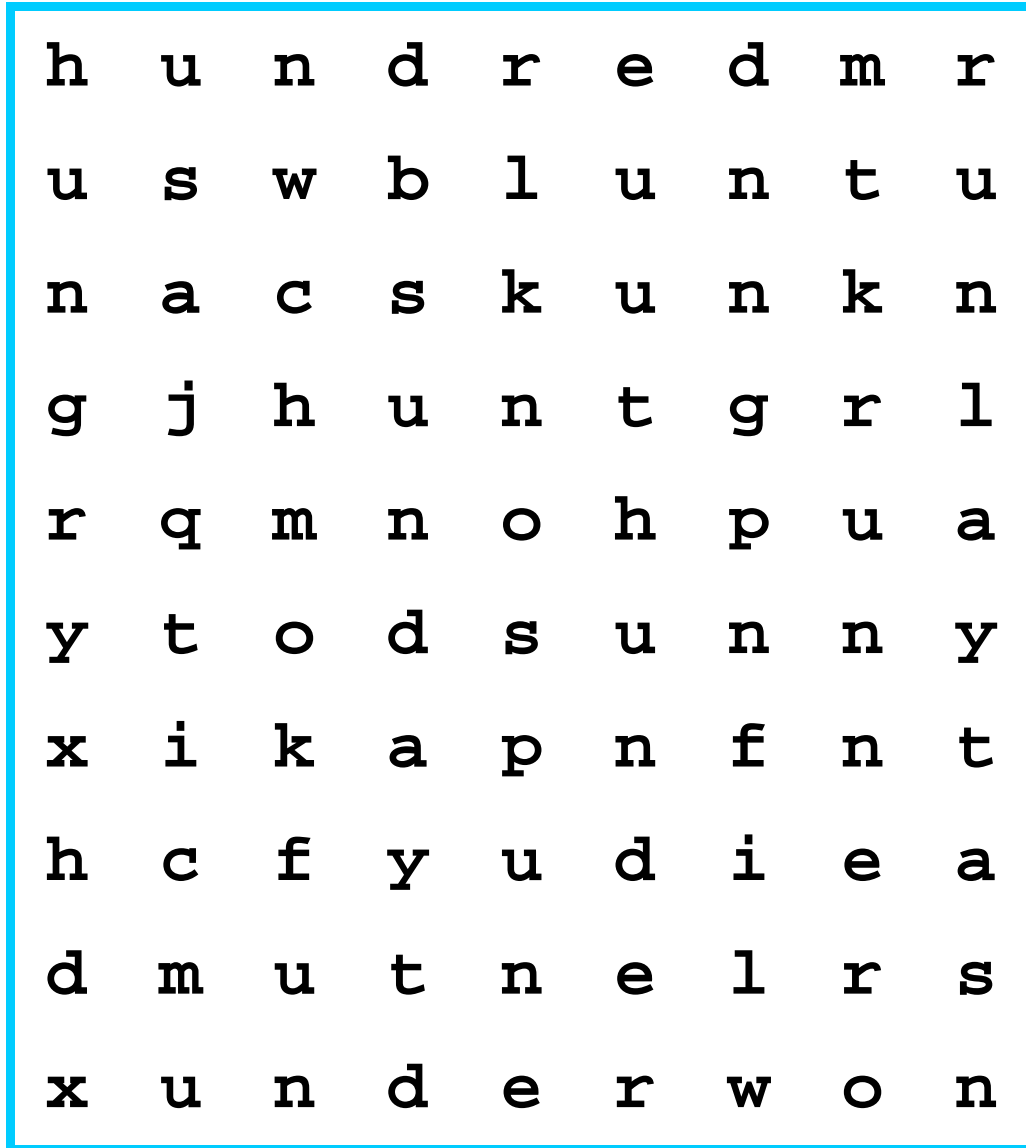 h u n d r e d m r
u s w b l u n t u
n a c s k u n k n
g j h u n t g r l
r q m n o h p u a
y t o d s u n n y
x i k a p n f n t
h c f y u d i e a
d m u t n e l r s
x u n d e r w o n